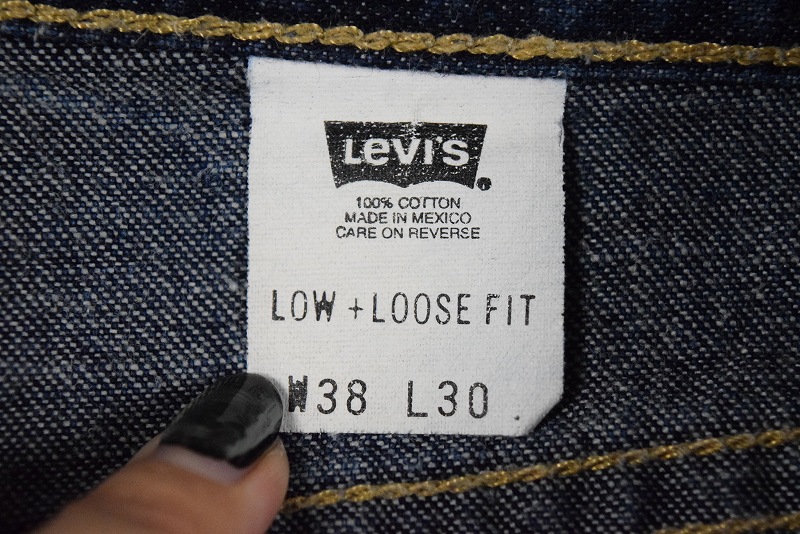 Levi's
100% COTTON
MADE IN MEXICO
CARE ON REVERSE
LOW + LOOSE FIT
W38 L30